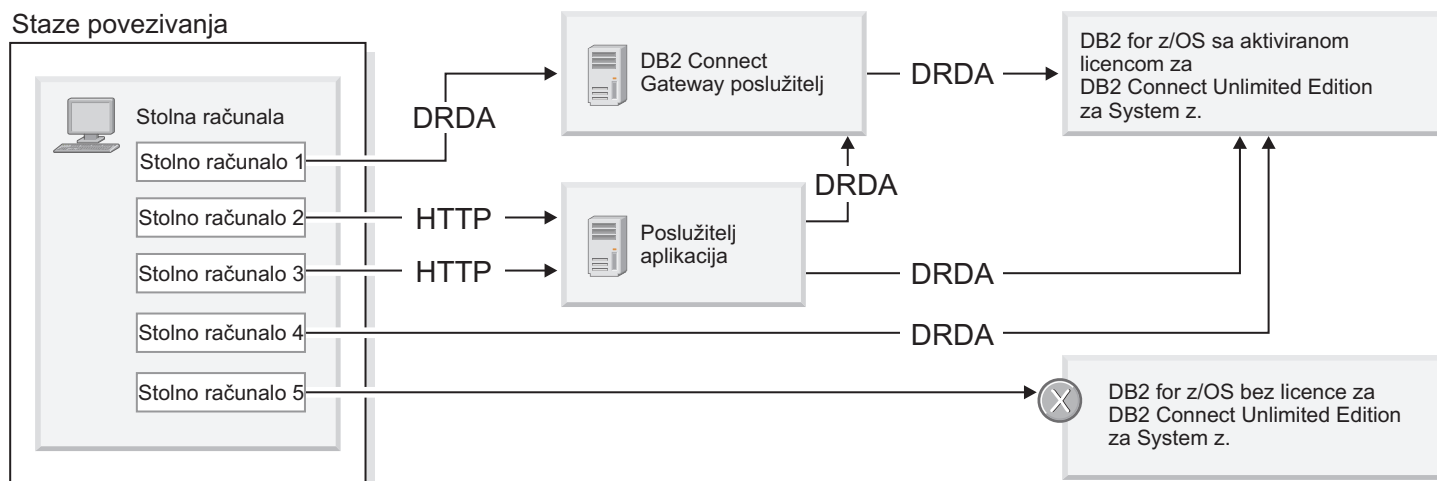 Staze povezivanja
Stolna računala
Stolno računalo 1
Stolno računalo 2
Stolno računalo 3
Stolno računalo 4
Stolno računalo 5
DRDA
HTTP
HTTP
DB2 Connect
Gateway poslužitelj
Poslužitelj
aplikacija
DRDA
DRDA
DRDA
DRDA
DB2 for z/OS sa aktiviranom
licencom za
DB2 Connect Unlimited Edition
za System z.
X
DB2 for z/OS bez licence za
DB2 Connect Unlimited Edition
za System z.